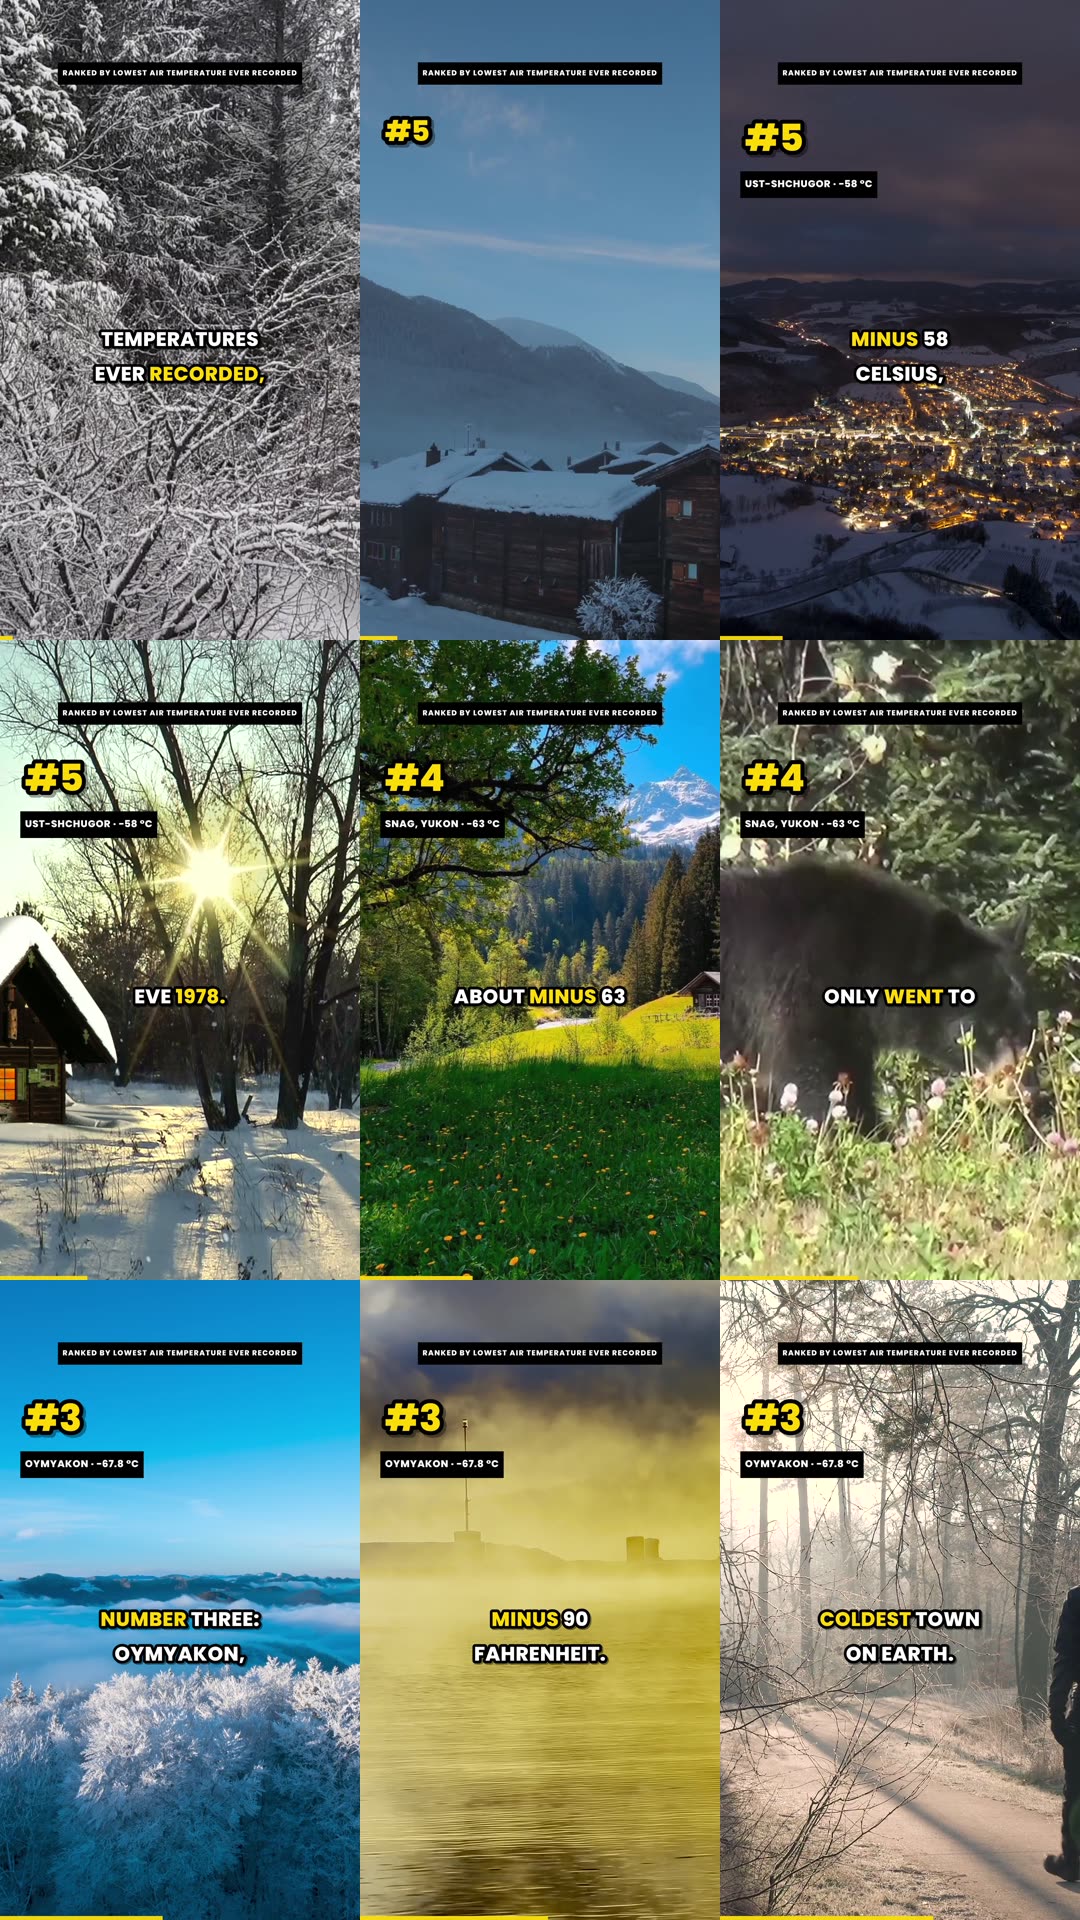 RANKED BY LOWEST AIR TEMPERATURE EVER RECORDED
TEMPERATURES
EVER RECORDED,
RANKED BY LOWEST AIR TEMPERATURE EVER RECORDED
#5
RANKED BY LOWEST AIR TEMPERATURE EVER RECORDED
#5
UST-SHCHUGOR · -58 °C
MINUS 58
CELSIUS,
RANKED BY LOWEST AIR TEMPERATURE EVER RECORDED
#5
UST-SHCHUGOR · -58 °C
EVE 1978.
RANKED BY LOWEST AIR TEMPERATURE EVER RECORDED
#4
SNAG, YUKON · -63 °C
ABOUT MINUS 63
RANKED BY LOWEST AIR TEMPERATURE EVER RECORDED
#4
SNAG, YUKON · -63 °C
ONLY WENT TO
RANKED BY LOWEST AIR TEMPERATURE EVER RECORDED
#3
OYMYAKON · -67.8 °C
NUMBER THREE:
OYMYAKON,
RANKED BY LOWEST AIR TEMPERATURE EVER RECORDED
#3
OYMYAKON · -67.8 °C
MINUS 90
FAHRENHEIT.
RANKED BY LOWEST AIR TEMPERATURE EVER RECORDED
#3
OYMYAKON · -67.8 °C
COLDEST TOWN
ON EARTH.